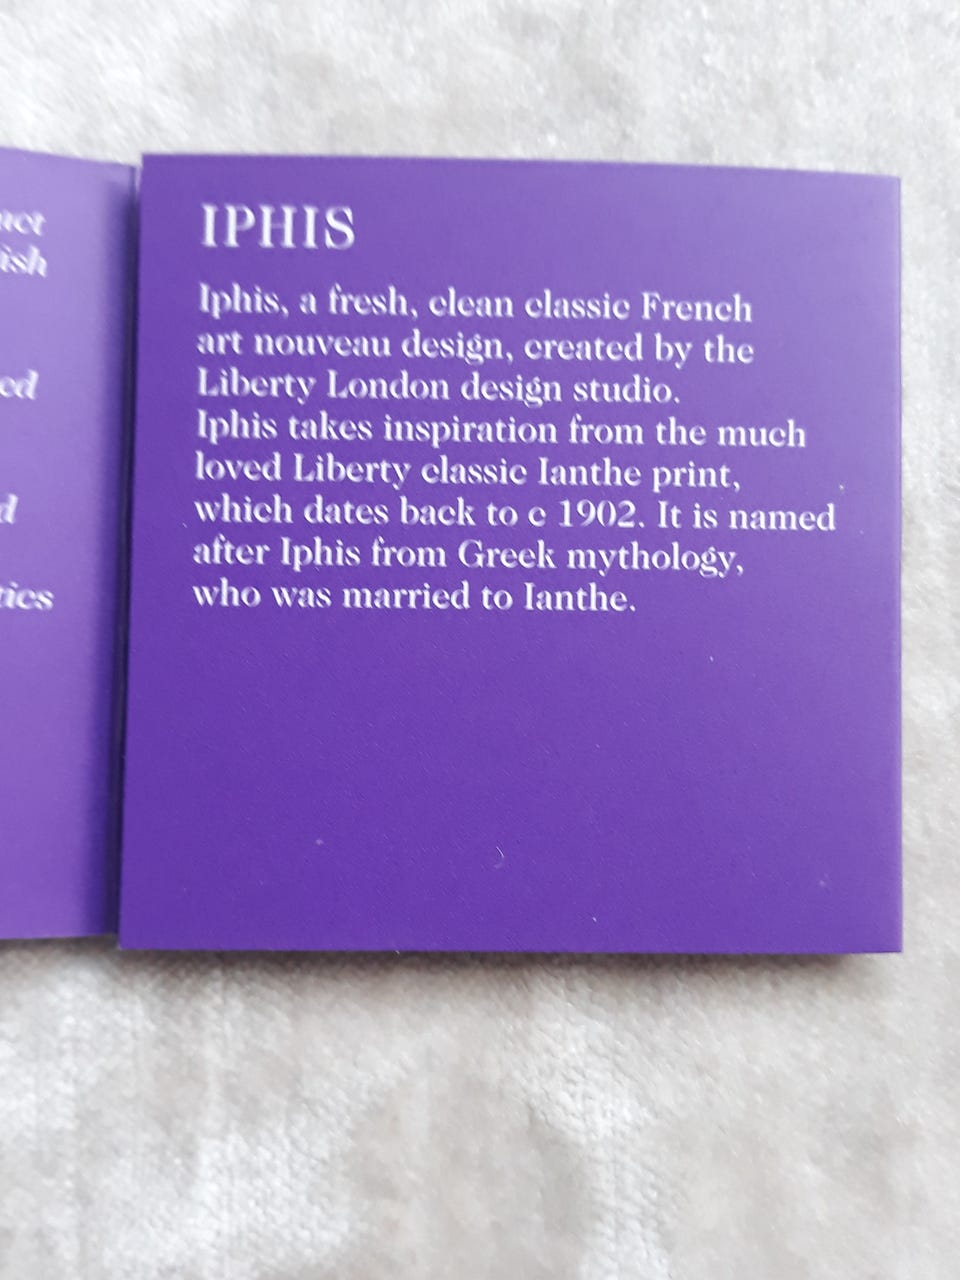 IPHIS
Iphis, a fresh, clean classic French
art nouveau design, created by the
Liberty London design studio.
Iphis takes inspiration from the much
loved Liberty classic Ianthe print,
which dates back to c 1902. It is named
after Iphis from Greek mythology,
who was married to Ianthe.